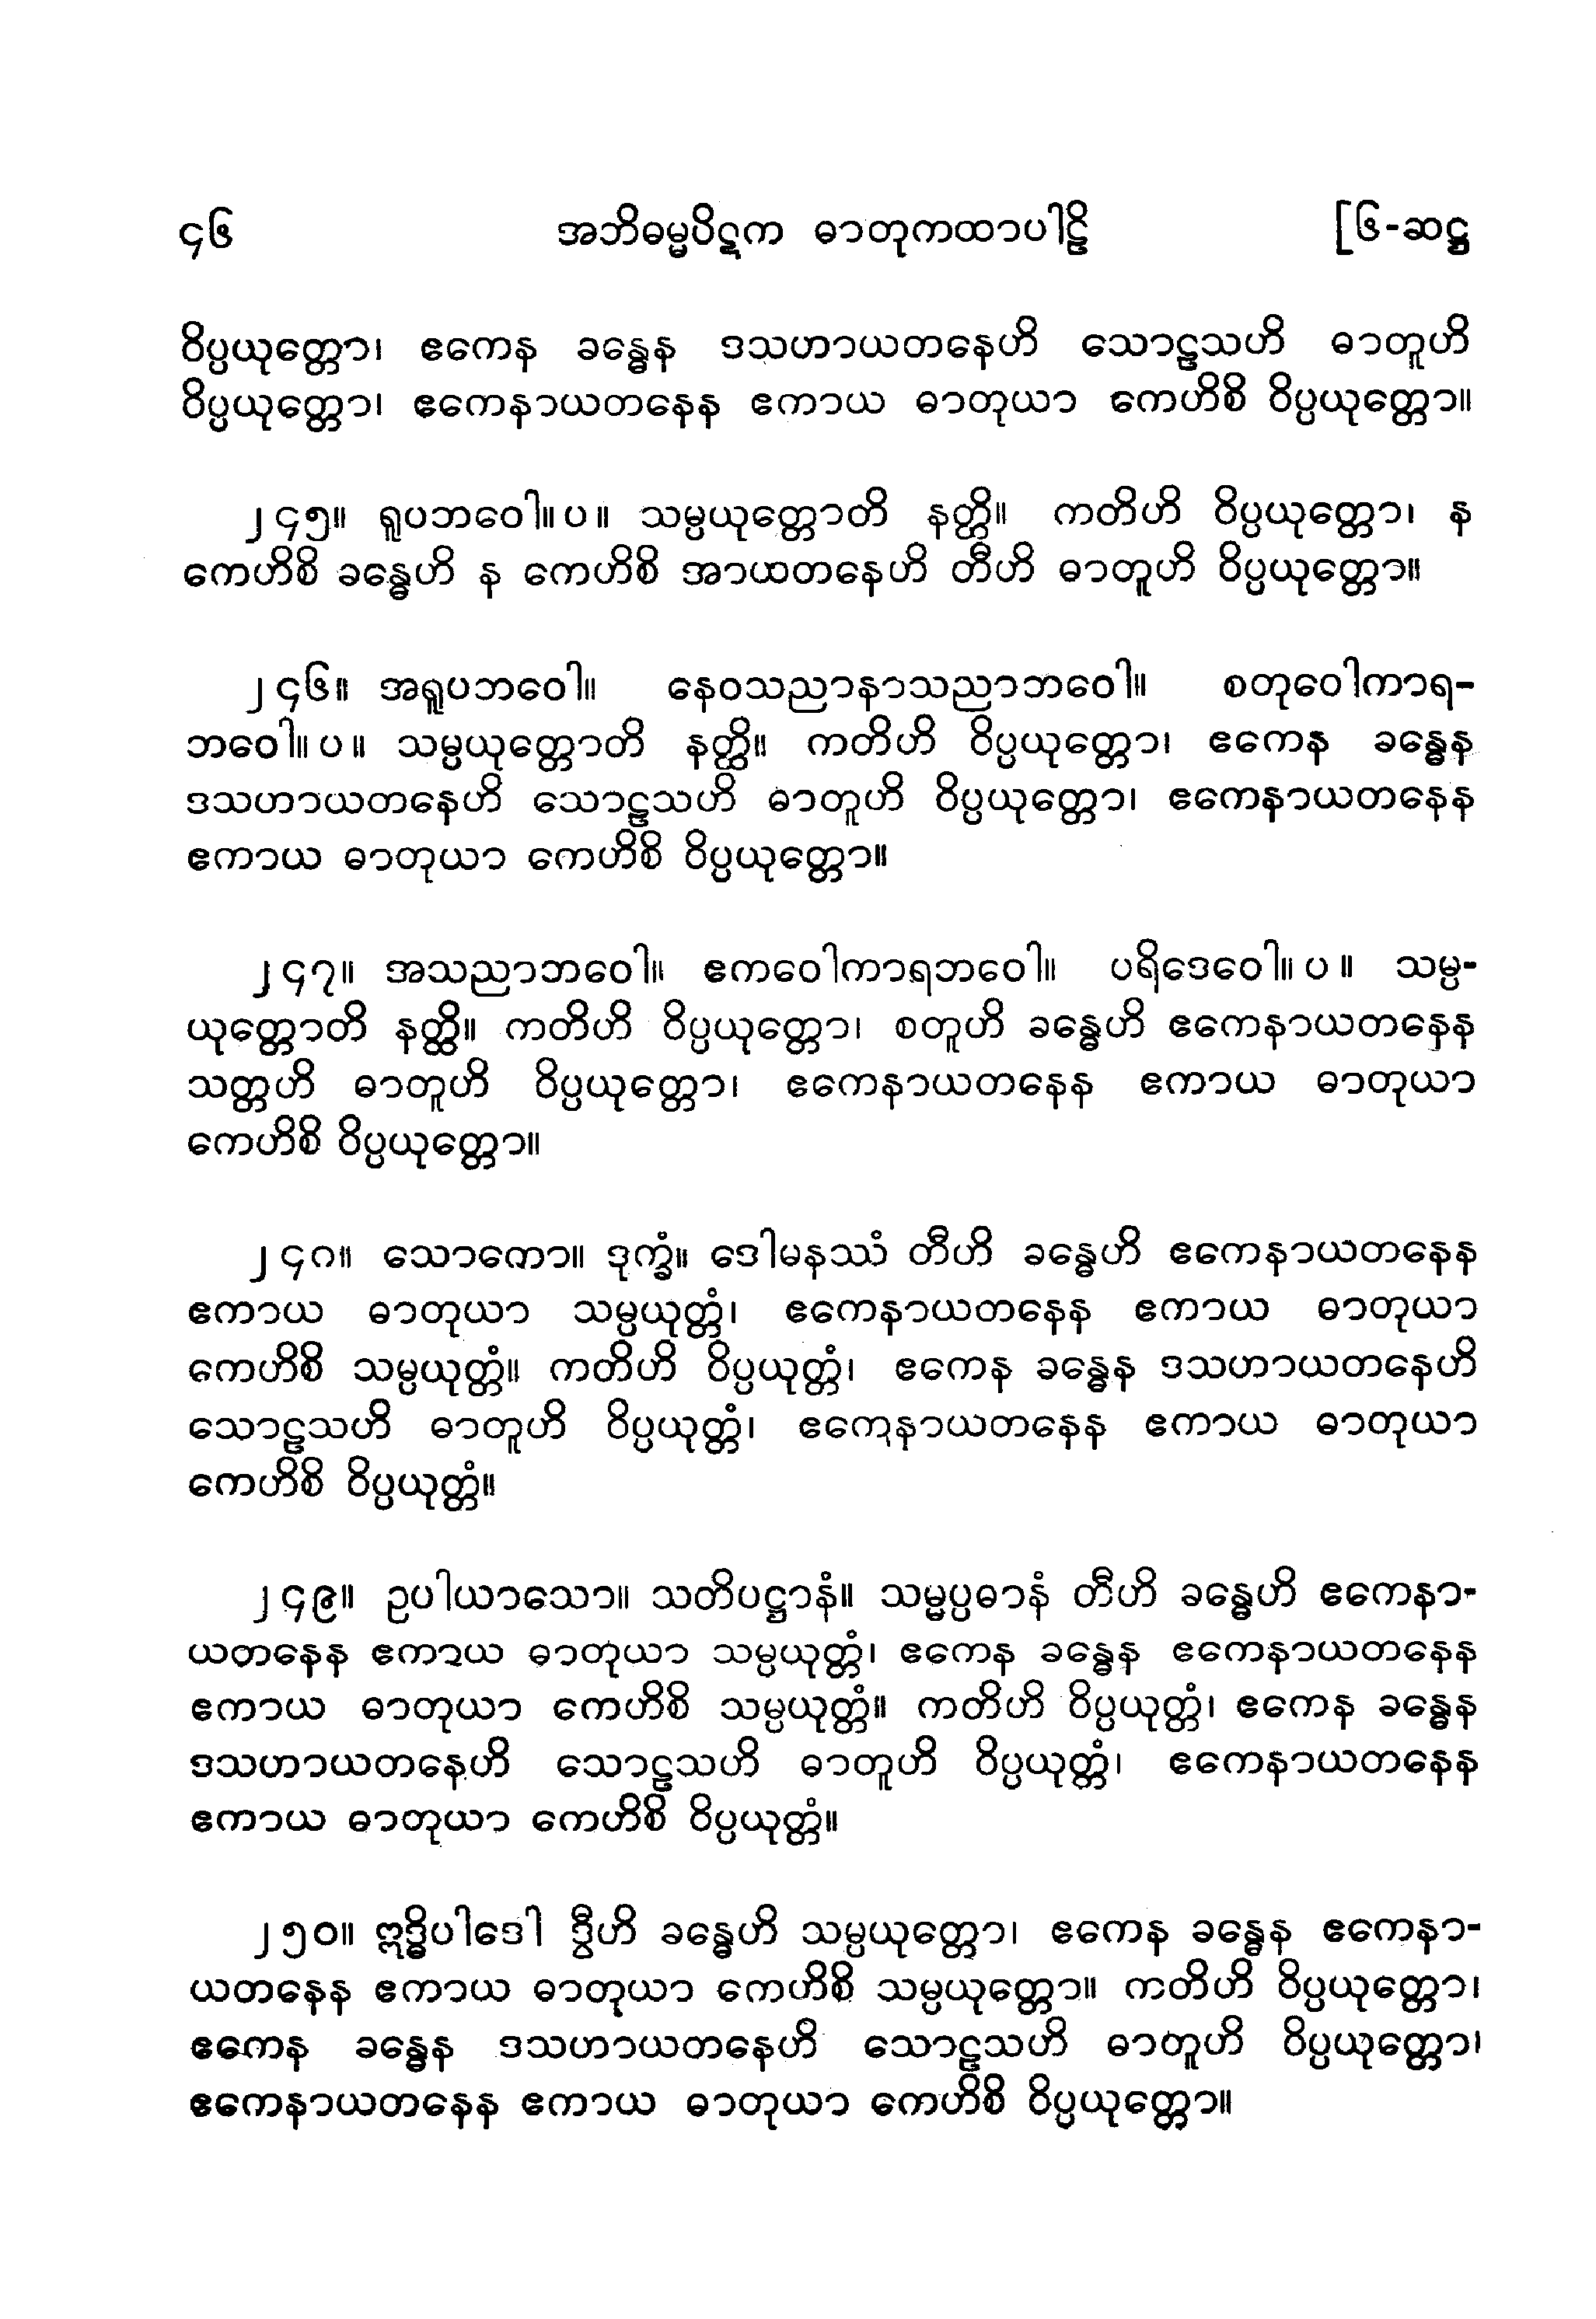 ၄၆ အဘိဓမ္မပိဋက ဓာတုကထာပါဠိ [၆-ဆဋ္ဌ
ဝိပ္ပယုတ္တော၊ ဧကေန ခန္ဓေန ဒသဟာယတနေဟိ သောဠသဟိ ဓာတူဟိ
ဝိပ္ပယုတ္တော၊ ဧကေနာယတနေန ဧကာယ ဓာတုယာ ကေဟိစိ ဝိပ္ပယုတ္တော။
၂၄၅။ ရူပဘဝေါ။ပ။ သမ္ပယုတ္တောတိ နတ္ထိ။ ကတိဟိ ဝိပ္ပယုတ္တော၊ န
ကေဟိစိ ခန္ဓေဟိ န ကေဟိစိ အာယတနေဟိ တီဟိ ဓာတူဟိ ဝိပ္ပယုတ္တော။
၂၄၆။ အရူပဘဝေါ။ နေဝသညာနာသညာဘဝေါ။ စတုဝေါကာရ-
ဘဝေါ။ပ။ သမ္ပယုတ္တောတိ နတ္ထိ။ ကတိဟိ ဝိပ္ပယုတ္တော၊ ဧကေန ခန္ဓေန
ဒသဟာယတနေဟိ သောဠသဟိ ဓာတူဟိ ဝိပ္ပယုတ္တော၊ ဧကေနာယတနေန
ဧကာယ ဓာတုယာ ကေဟိစိ ဝိပ္ပယုတ္တော။
၂၄၇။ အသညာဘဝေါ။ ဧကဝေါကာရဘဝေါ။ ပရိဒေဝေါ။ပ။ သမ္ပ-
ယုတ္တောတိ နတ္ထိ။ ကတိဟိ ဝိပ္ပယုတ္တော၊ စတူဟိ ခန္ဓေဟိ ဧကေနာယတနေန
သတ္တဟိ ဓာတူဟိ ဝိပ္ပယုတ္တော၊ ဧကေနာယတနေန ဧကာယ ဓာတုယာ
ကေဟိစိ ဝိပ္ပယုတ္တော။
၂၄၈။ သောကော။ ဒုက္ခံ။ ဒေါမနဿံ တီဟိ ခန္ဓေဟိ ဧကေနာယတနေန
ဧကာယ ဓာတုယာ သမ္ပယုတ္တံ၊ ဧကေနာယတနေန ဧကာယ ဓာတုယာ
ကေဟိစိ သမ္ပယုတ္တံ။ ကတိဟိ ဝိပ္ပယုတ္တံ၊ ဧကေန ခန္ဓေန ဒသဟာယတနေဟိ
သောဠသဟိ ဓာတူဟိ ဝိပ္ပယုတ္တံ၊ ဧကေနာယတနေန ဧကာယ ဓာတုယာ
ကေဟိစိ ဝိပ္ပယုတ္တံ။
၂၄၉။ ဥပါယာသော။ သတိပဋ္ဌာနံ။ သမ္မပ္ပဓာနံ တီဟိ ခန္ဓေဟိ ဧကေနာ-
ယတနေန ဧကာယ ဓာတုယာ သမ္ပယုတ္တံ၊ ဧကေန ခန္ဓေန ဧကေနာယတနေန
ဧကာယ ဓာတုယာ ကေဟိစိ သမ္ပယုတ္တံ။ ကတိဟိ ဝိပ္ပယုတ္တံ၊ ဧကေန ခန္ဓေန
ဒသဟာယတနေဟိ သောဠသဟိ ဓာတူဟိ ဝိပ္ပယုတ္တံ၊ ဧကေနာယတနေန
ဧကာယ ဓာတုယာ ကေဟိစိ ဝိပ္ပယုတ္တံ။
၂၅၀။ ဣဒ္ဓိပါဒေါ ဒွီဟိ ခန္ဓေဟိ သမ္ပယုတ္တော၊ ဧကေန ခန္ဓေန ဧကေနာ-
ယတနေန ဧကာယ ဓာတုယာ ကေဟိစိ သမ္ပယုတ္တော။ ကတိဟိ ဝိပ္ပယုတ္တော၊
ဧကေန ခန္ဓေန ဒသဟာယတနေဟိ သောဠသဟိ ဓာတူဟိ ဝိပ္ပယုတ္တော၊
ဧကေနာယတနေန ဧကာယ ဓာတုယာ ကေဟိစိ ဝိပ္ပယုတ္တော။